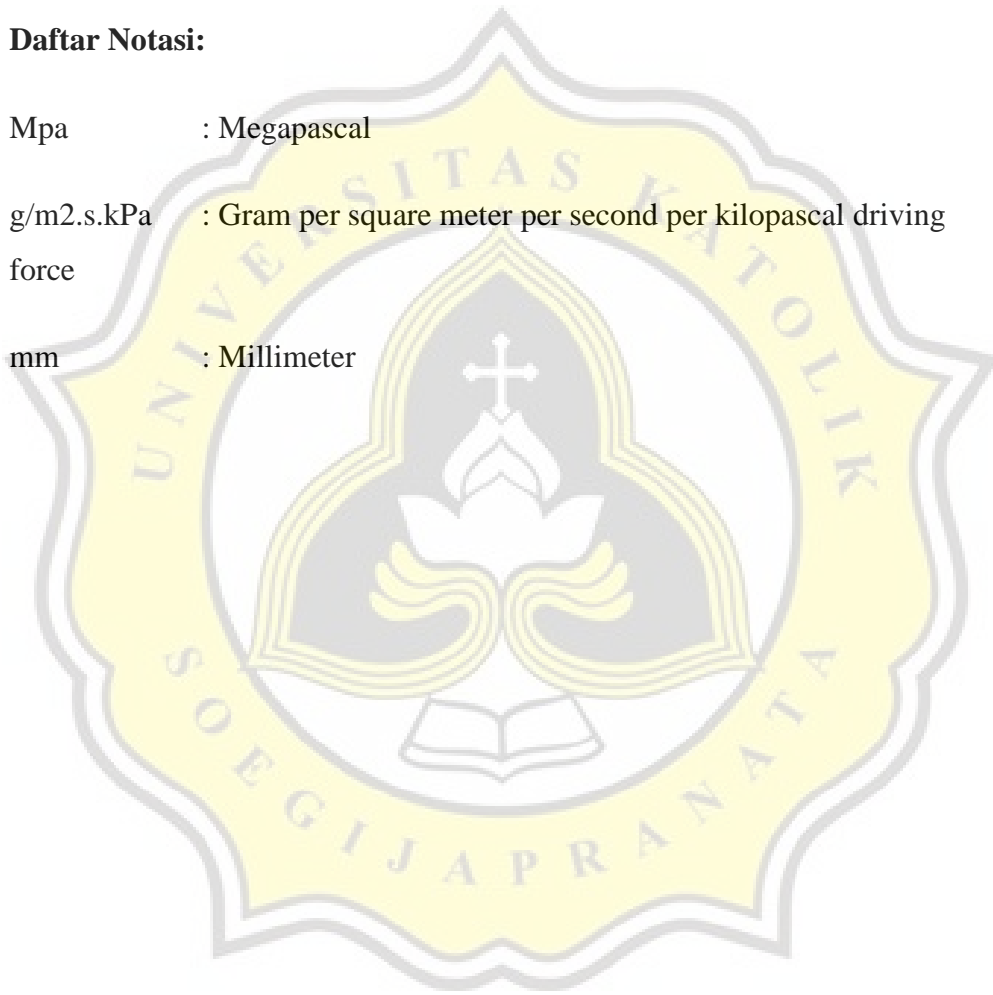 Daftar Notasi:
Mpa : Megapascal
g/m2.s.kPa : Gram per square meter per second per kilopascal driving
force
mm : Millimeter
UNIVERSITAS KATOLIK
SOEGIJAPRANATA